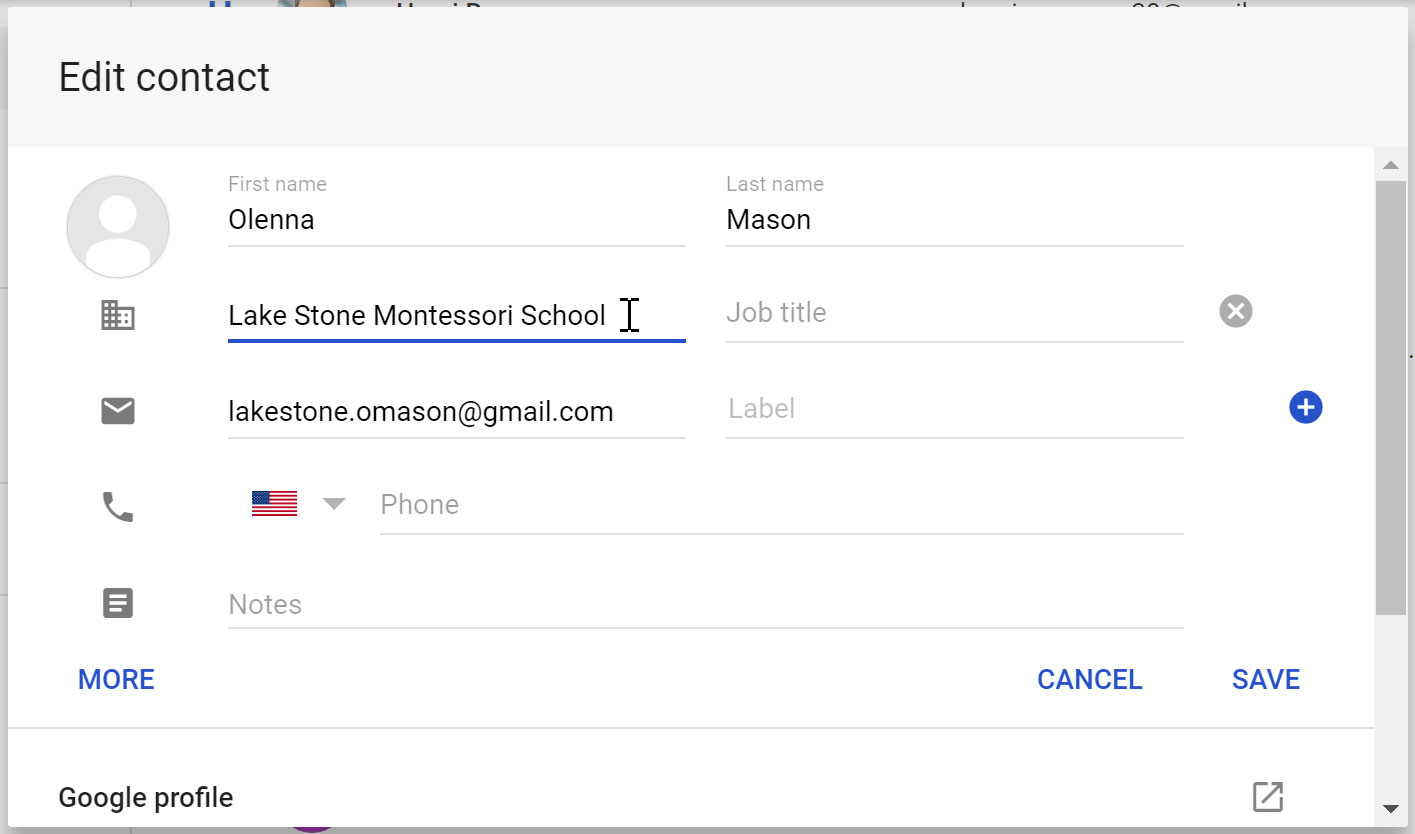 Edit contact
First name
Last name
Olenna
Mason
Lake Stone Montessori School
Job title
lakestone.omason@gmail.com
Label
Phone
Notes
MORE
CANCEL
SAVE
Google profile